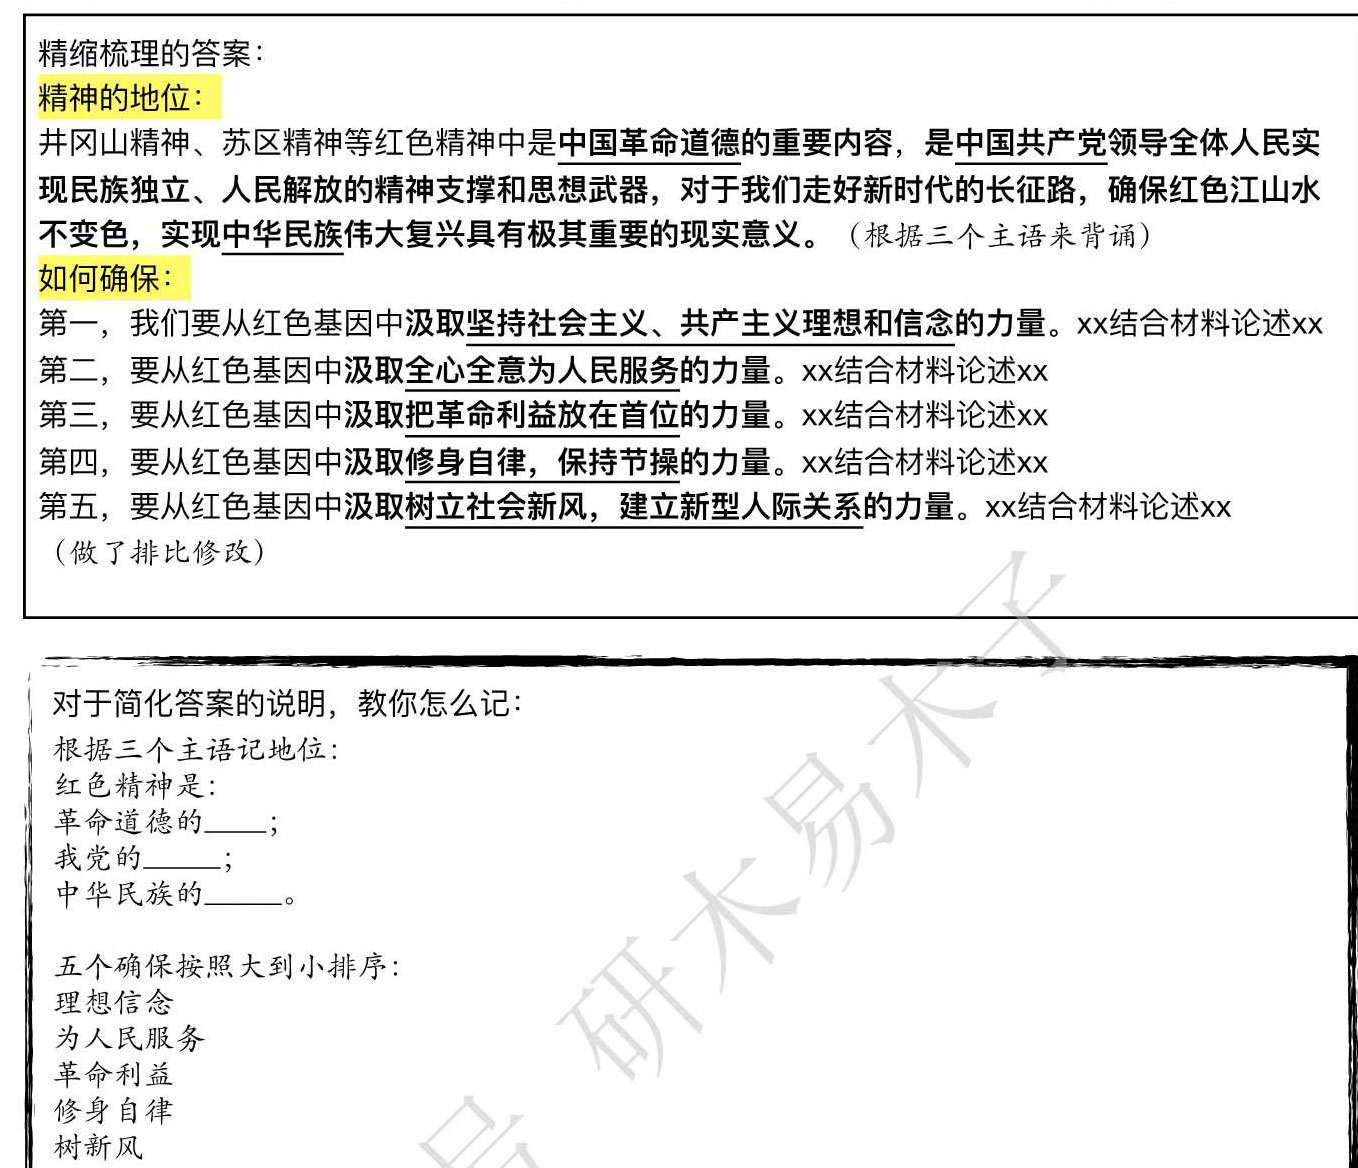 精缩梳理的答案：
精神的地位：
井冈山精神、苏区精神等红色精神中是中国革命道德的重要内容，是中国共产党领导全体人民实
现民族独立、人民解放的精神支撑和思想武器，对于我们走好新时代的长征路，确保红色江山水
不变色，实现中华民族伟大复兴具有极其重要的现实意义。（根据三个主语来背诵）
如何确保：
第一，我们要从红色基因中汲取坚持社会主义、共产主义理想和信念的力量。xx结合材料论述xx
第二，要从红色基因中汲取全心全意为人民服务的力量。xx结合材料论述xx
第三，要从红色基因中汲取把革命利益放在首位的力量。xx结合材料论述xx
第四，要从红色基因中汲取修身自律，保持节操的力量。xx结合材料论述xx
第五，要从红色基因中汲取树立社会新风，建立新型人际关系的力量。xx结合材料论述xx
（做了排比修改）
对于简化答案的说明，教你怎么记：
根据三个主语记地位：
红色精神是：
革命道德的____；
我党的_____；
中华民族的_____。
五个确保按照大到小排序：
理想信念
为人民服务
革命利益
修身自律
树新风
研木易木子
易